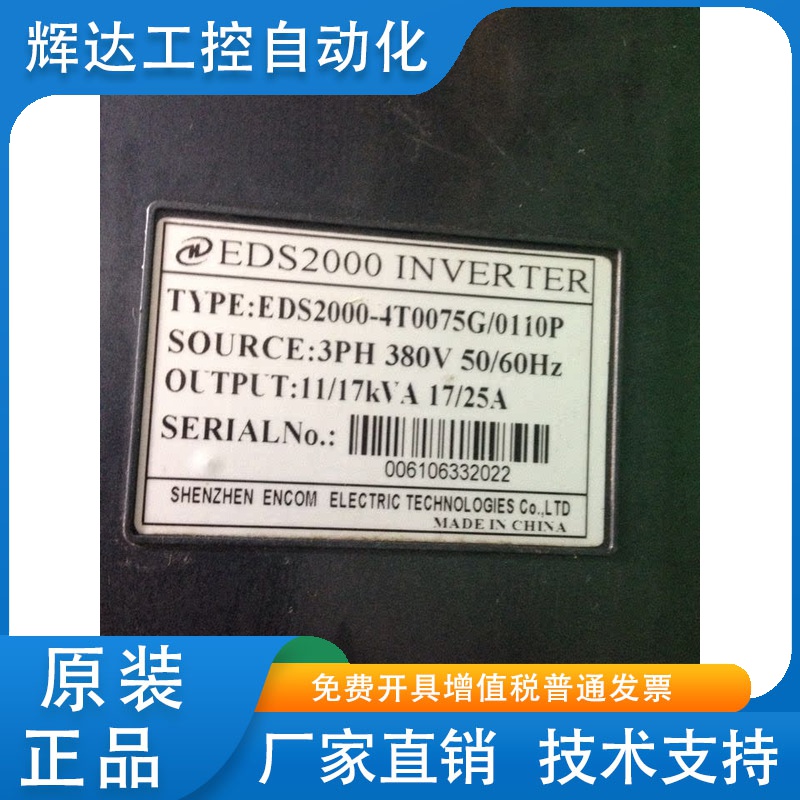 辉达工控自动化
EDS2000 INVERTER
TYPE:EDS2000-4T0075G/0110P
SOURCE:3PH 380V 50/60Hz
OUTPUT:11/17kVA 17/25A
SERIALNo.:
006106332022
SHENZHEN ENCOM ELECTRIC TECHNOLOGIES Co.,LTD
MADE IN CHINA
原装
正品
免费开具增值税普通发票
厂家直销 技术支持